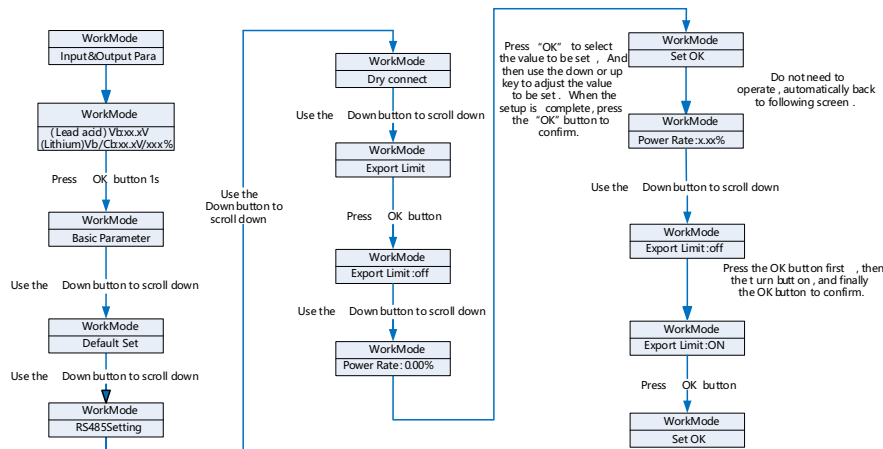 WorkMode
Input&Output Para
WorkMode
(Lead acid) Vb:xx.xV
(Lithium)Vb/Cb:xx.xV/xxx%
Press OK button 1s
WorkMode
Basic Parameter
Use the Down button to scroll down
WorkMode
Default Set
Use the Down button to scroll down
WorkMode
RS485Setting
Use the
Down button to
scroll down
WorkMode
Dry connect
Use the Down button to scroll down
WorkMode
Export Limit
Press OK button
WorkMode
Export Limit:off
Use the Down button to scroll down
WorkMode
Power Rate: 0.00%
Press “OK” to select
the value to be set , And
then use the down or up
key to adjust the value
to be set . When the
setup is complete, press
the “OK” button to
confirm.
WorkMode
Set OK
Do not need to
operate , automatically back
to following screen .
WorkMode
Power Rate:x.xx%
Use the Down button to scroll down
WorkMode
Export Limit:off
Press the OK button first , then
the t urn butt on , and finally
the OK button to confirm.
WorkMode
Export Limit:ON
Press OK button
WorkMode
Set OK